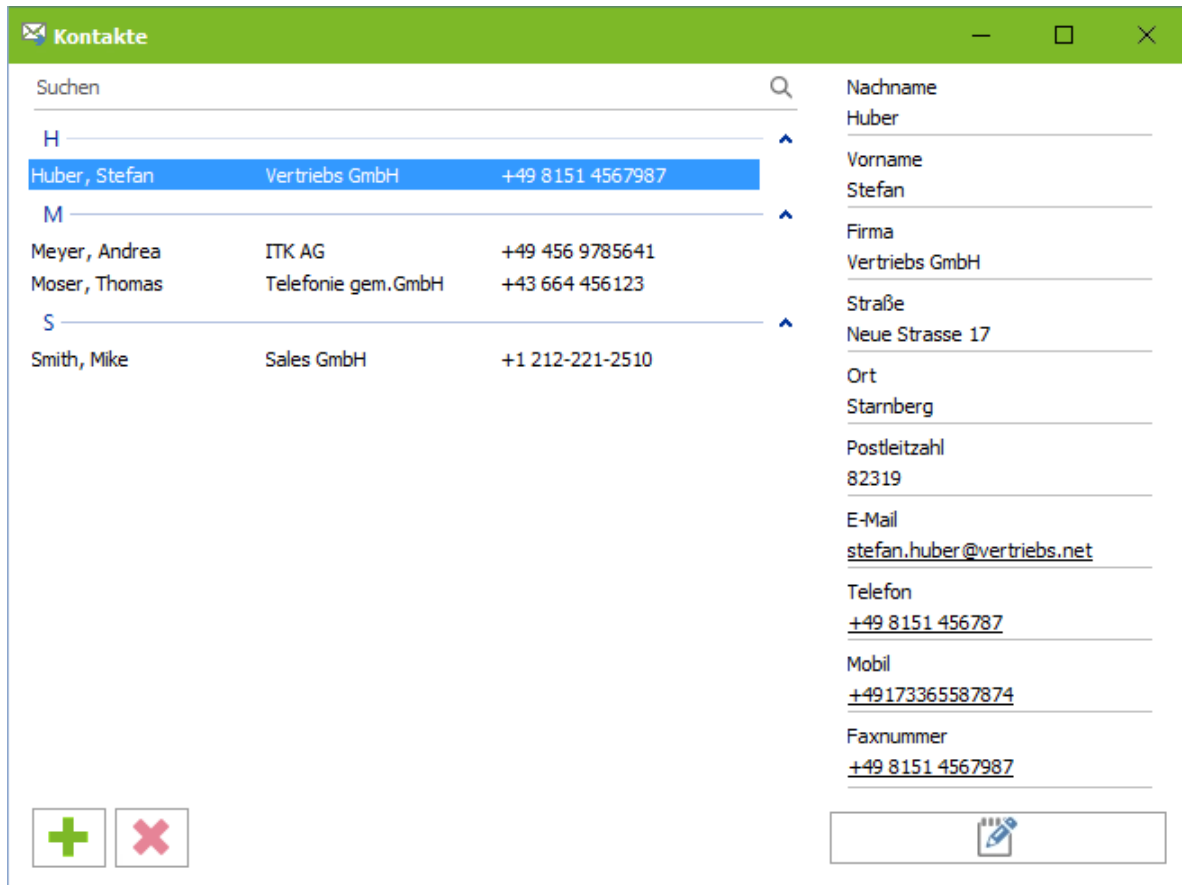 Kontakte
Suchen
H
Huber, Stefan Vertriebs GmbH +49 8151 4567987
M
Meyer, Andrea ITK AG +49 456 9785641
Moser, Thomas Telefonie gem.GmbH +43 664 456123
S
Smith, Mike Sales GmbH +1 212-221-2510
Nachname
Huber
Vorname
Stefan
Firma
Vertriebs GmbH
Straße
Neue Strasse 17
Ort
Starnberg
Postleitzahl
82319
E-Mail
stefan.huber@vertriebs.net
Telefon
+49 8151 456787
Mobil
+49173365587874
Faxnummer
+49 8151 4567987